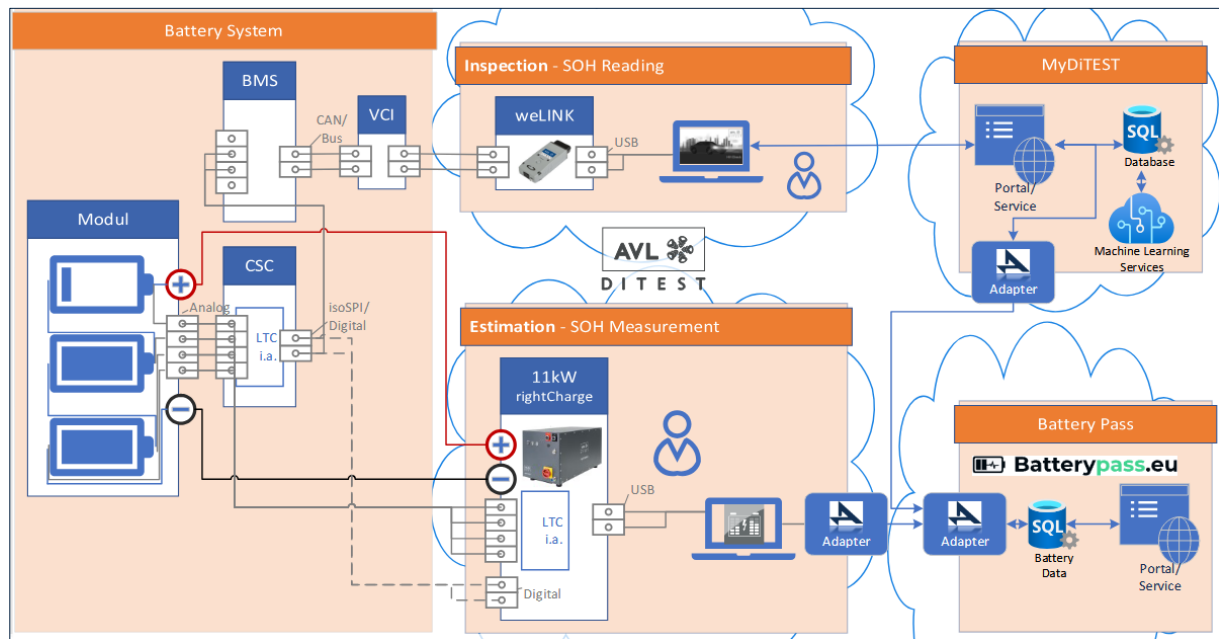 Battery System
BMS
CAN/
Bus
VCI
Modul
CSC
Analog
LTC
i.a.
isoSPI/
Digital
Inspection - SOH Reading
weLINK
USB
AVL
DITEST
Estimation - SOH Measurement
11kW
rightCharge
LTC
i.a.
USB
Digital
Adapter
MyDiTEST
Portal/
Service
SQL
Database
Machine Learning
Services
Adapter
Battery Pass
Batterypass.eu
Adapter
SQL
Battery
Data
Portal/
Service